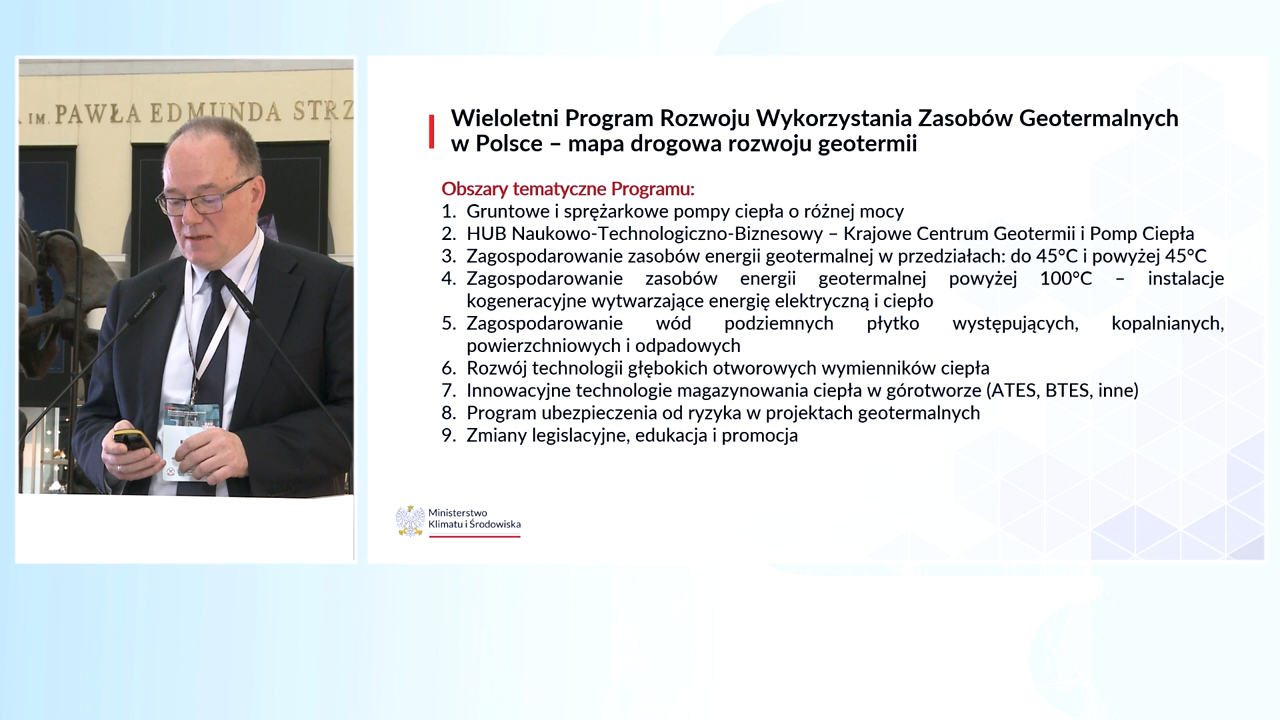 IM. PAWŁA EDMUNDA STRZ
Wieloletni Program Rozwoju Wykorzystania Zasobów Geotermalnych
w Polsce – mapa drogowa rozwoju geotermii
Obszary tematyczne Programu:
1. Gruntowe i sprężarkowe pompy ciepła o różnej mocy
2. HUB Naukowo-Technologiczno-Biznesowy – Krajowe Centrum Geotermii i Pomp Ciepła
3. Zagospodarowanie zasobów energii geotermalnej w przedziałach: do 45°C i powyżej 45°C
4. Zagospodarowanie zasobów energii geotermalnej powyżej 100°C – instalacje
kogeneracyjne wytwarzające energię elektryczną i ciepło
5. Zagospodarowanie wód podziemnych płytko występujących, kopalnianych,
powierzchniowych i odpadowych
6. Rozwój technologii głębokich otworowych wymienników ciepła
7. Innowacyjne technologie magazynowania ciepła w górotworze (ATES, BTES, inne)
8. Program ubezpieczenia od ryzyka w projektach geotermalnych
9. Zmiany legislacyjne, edukacja i promocja
Ministerstwo
Klimatu i Środowiska